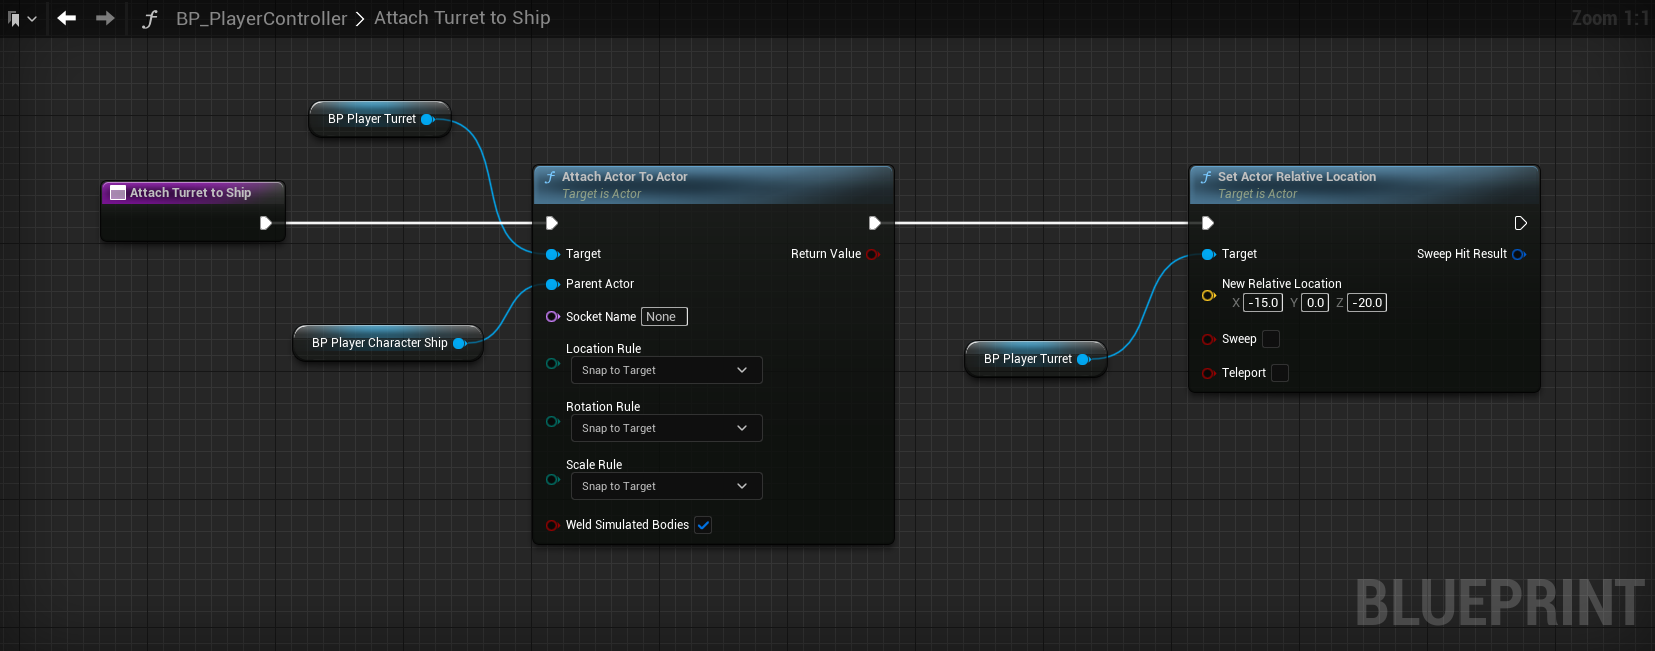 BP_PlayerController > Attach Turret to Ship
Zoom 1:1
BP Player Turret
Attach Turret to Ship
Attach Actor To Actor
Target is Actor
Target
Return Value
Parent Actor
Socket Name None
Location Rule
Snap to Target
Rotation Rule
Snap to Target
Scale Rule
Snap to Target
Weld Simulated Bodies
BP Player Character Ship
BP Player Turret
Set Actor Relative Location
Target is Actor
Target
Sweep Hit Result
New Relative Location
X -15.0 Y 0.0 Z -20.0
Sweep
Teleport
BLUEPRINT